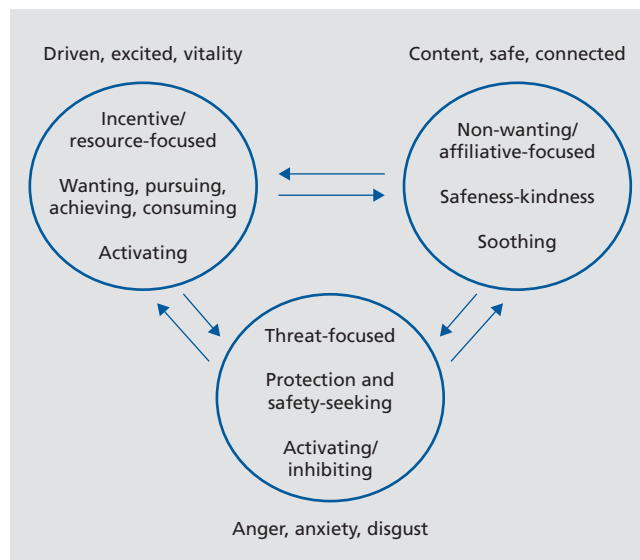 Driven, excited, vitality
Content, safe, connected
Incentive/
resource-focused
Wanting, pursuing,
achieving, consuming
Activating
Non-wanting/
affiliative-focused
Safeness-kindness
Soothing
Threat-focused
Protection and
safety-seeking
Activating/
inhibiting
Anger, anxiety, disgust